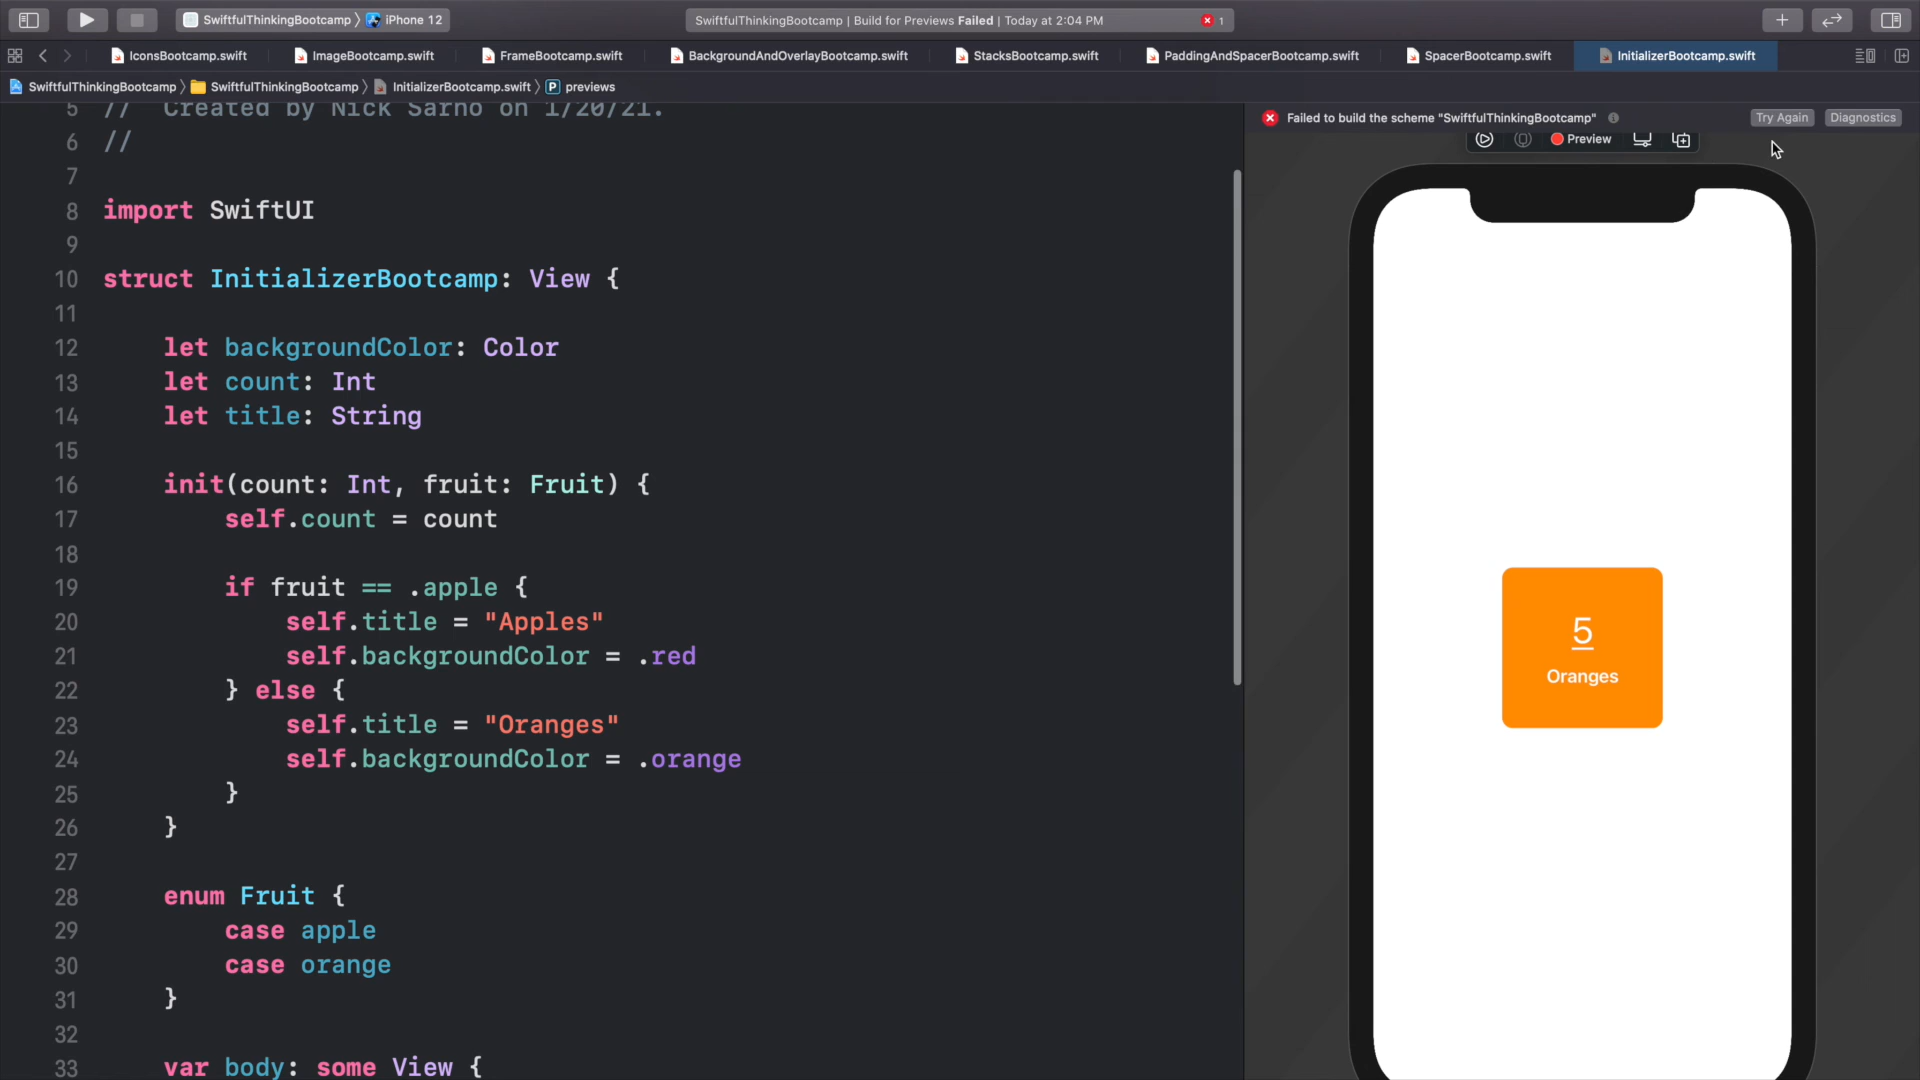 SwiftfulThinkingBootcamp 〉 iPhone 12
SwiftfulThinkingBootcamp | Build for Previews Failed | Today at 2:04 PM
1
IconsBootcamp.swift
ImageBootcamp.swift
FrameBootcamp.swift
BackgroundAndOverlayBootcamp.swift
StacksBootcamp.swift
PaddingAndSpacerBootcamp.swift
SpacerBootcamp.swift
InitializerBootcamp.swift
SwiftfulThinkingBootcamp 〉 SwiftfulThinkingBootcamp 〉 InitializerBootcamp.swift 〉 P previews
5 //  Created by Nick Sarno on 1/20/21.
6 //
7
8 import SwiftUI
9
10 struct InitializerBootcamp: View {
11
12     let backgroundColor: Color
13     let count: Int
14     let title: String
15
16     init(count: Int, fruit: Fruit) {
17         self.count = count
18
19         if fruit == .apple {
20             self.title = "Apples"
21             self.backgroundColor = .red
22         } else {
23             self.title = "Oranges"
24             self.backgroundColor = .orange
25         }
26     }
27
28     enum Fruit {
29         case apple
30         case orange
31     }
32
33     var body: some View {
Failed to build the scheme "SwiftfulThinkingBootcamp"
Try Again
Diagnostics
Preview
5
Oranges